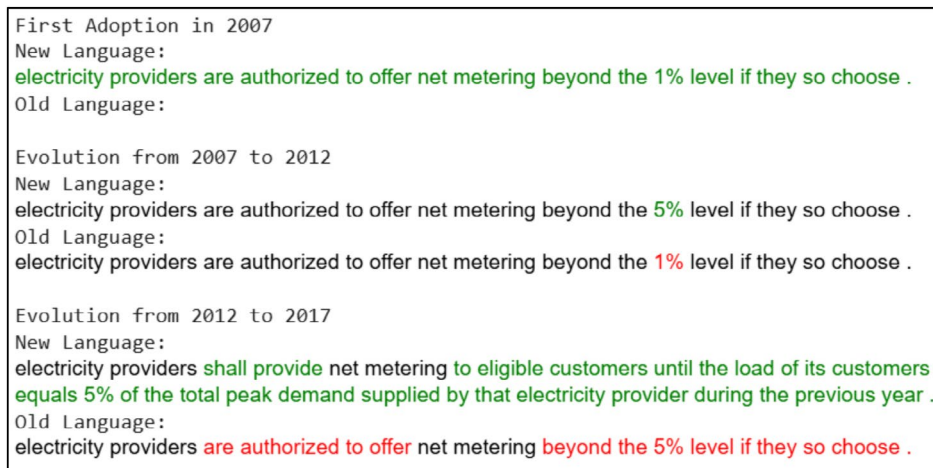 First Adoption in 2007
New Language:
electricity providers are authorized to offer net metering beyond the 1% level if they so choose .
Old Language:
Evolution from 2007 to 2012
New Language:
electricity providers are authorized to offer net metering beyond the 5% level if they so choose .
Old Language:
electricity providers are authorized to offer net metering beyond the 1% level if they so choose .
Evolution from 2012 to 2017
New Language:
electricity providers shall provide net metering to eligible customers until the load of its customers
equals 5% of the total peak demand supplied by that electricity provider during the previous year .
Old Language:
electricity providers are authorized to offer net metering beyond the 5% level if they so choose .